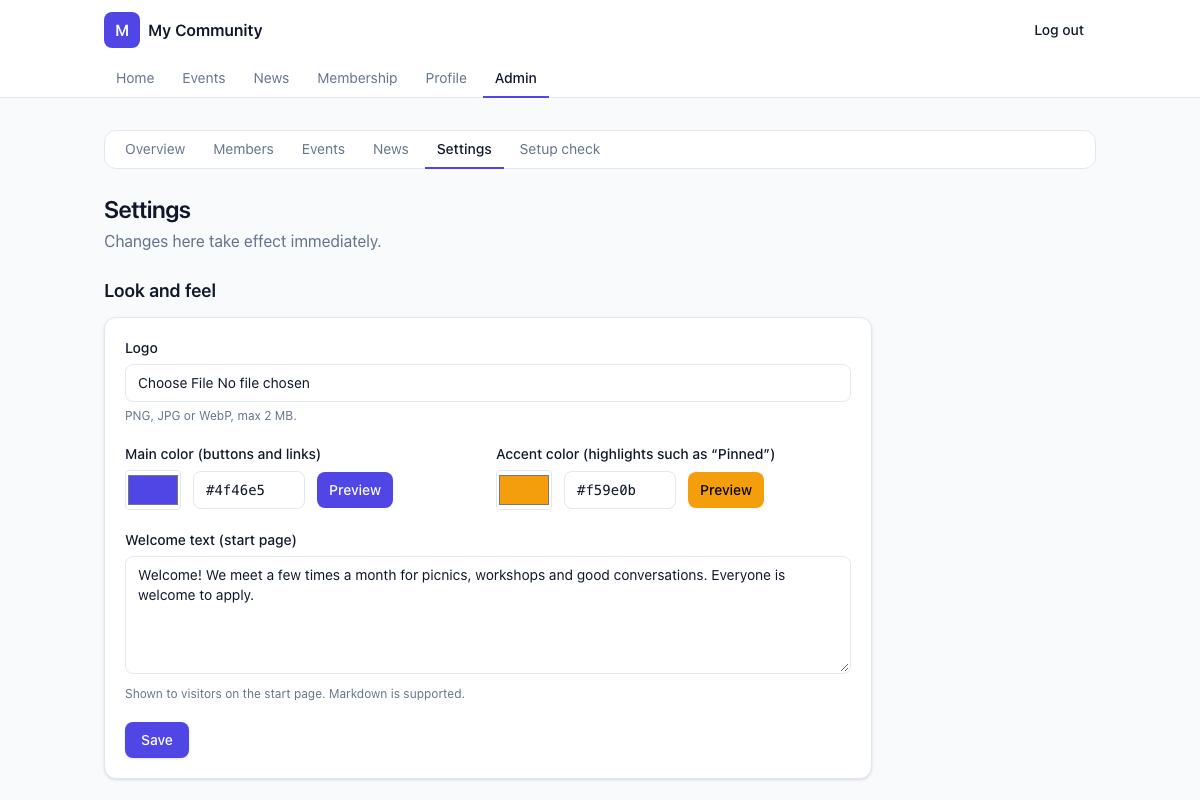 M My Community
Log out
Home Events News Membership Profile Admin
Overview Members Events News Settings Setup check
Settings
Changes here take effect immediately.
Look and feel
Logo
Choose File No file chosen
PNG, JPG or WebP, max 2 MB.
Main color (buttons and links)
#4f46e5 Preview
Accent color (highlights such as “Pinned”)
#f59e0b Preview
Welcome text (start page)
Welcome! We meet a few times a month for picnics, workshops and good conversations. Everyone is
welcome to apply.
Shown to visitors on the start page. Markdown is supported.
Save